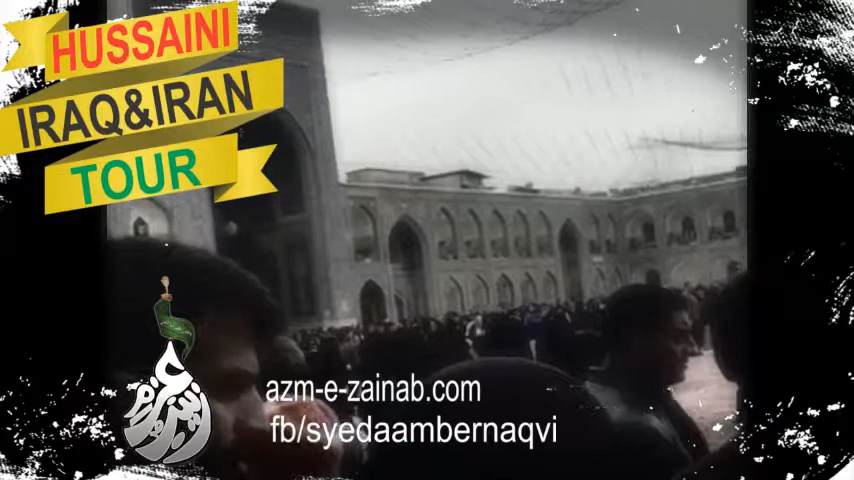 HUSSAINI
IRAQ&IRAN
TOUR
azm-e-zainab.com
fb/syedaambernaqvi